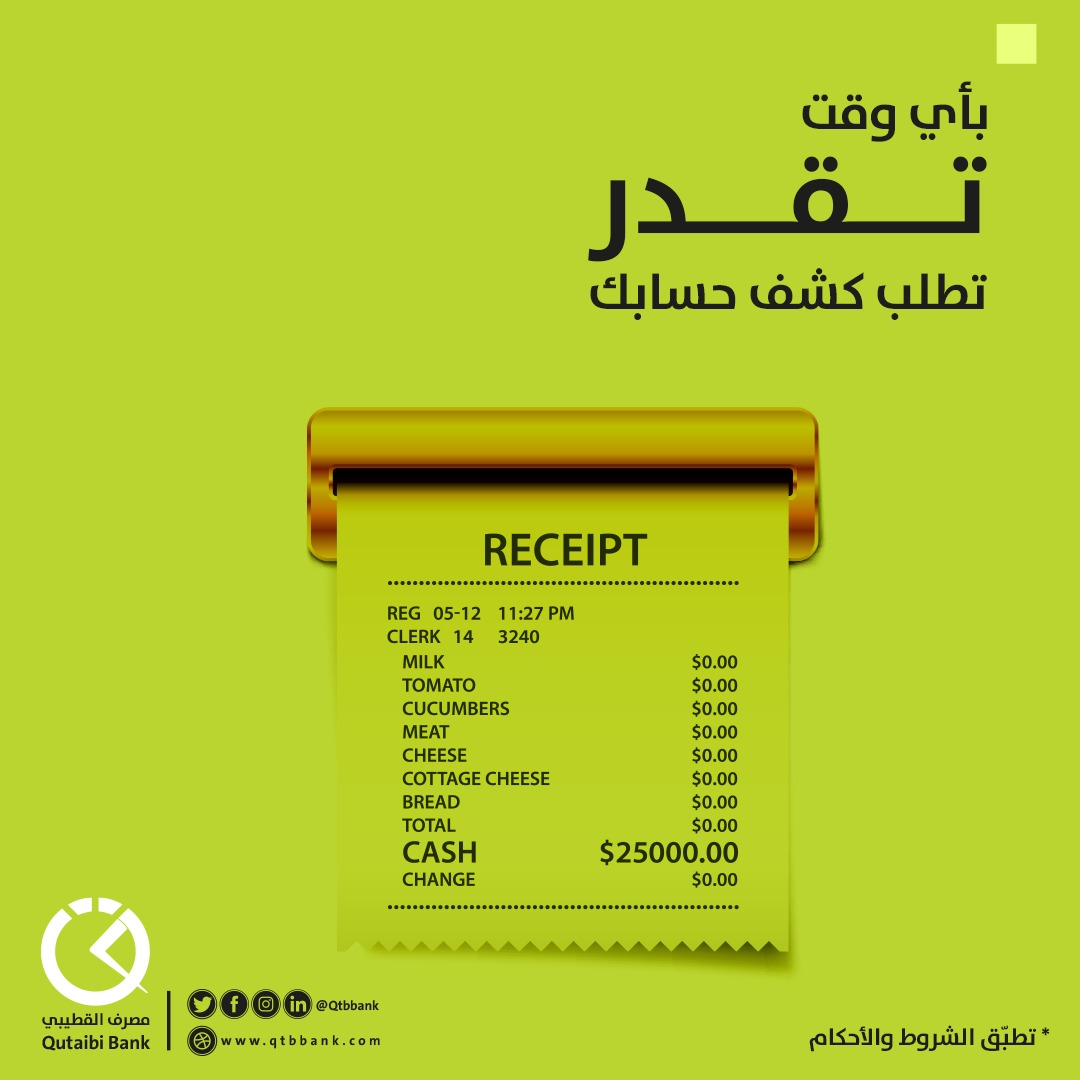 بأي وقت
تـــقـــدر
تطلب كشف حسابك
RECEIPT
REG 05-12 11:27 PM
CLERK 14 3240
MILK $0.00
TOMATO $0.00
CUCUMBERS $0.00
MEAT $0.00
CHEESE $0.00
COTTAGE CHEESE $0.00
BREAD $0.00
TOTAL $0.00
CASH $25000.00
CHANGE $0.00
مصرف القطيبي
Qutaibi Bank
@Qtbbank
www.qtbbank.com
* تطبّق الشروط والأحكام